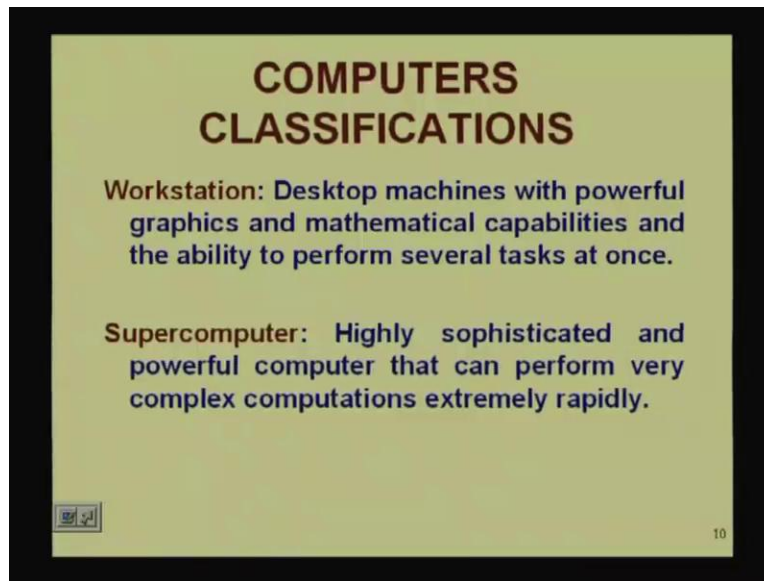 COMPUTERS
CLASSIFICATIONS
Workstation: Desktop machines with powerful
graphics and mathematical capabilities and
the ability to perform several tasks at once.
Supercomputer: Highly sophisticated and
powerful computer that can perform very
complex computations extremely rapidly.
10